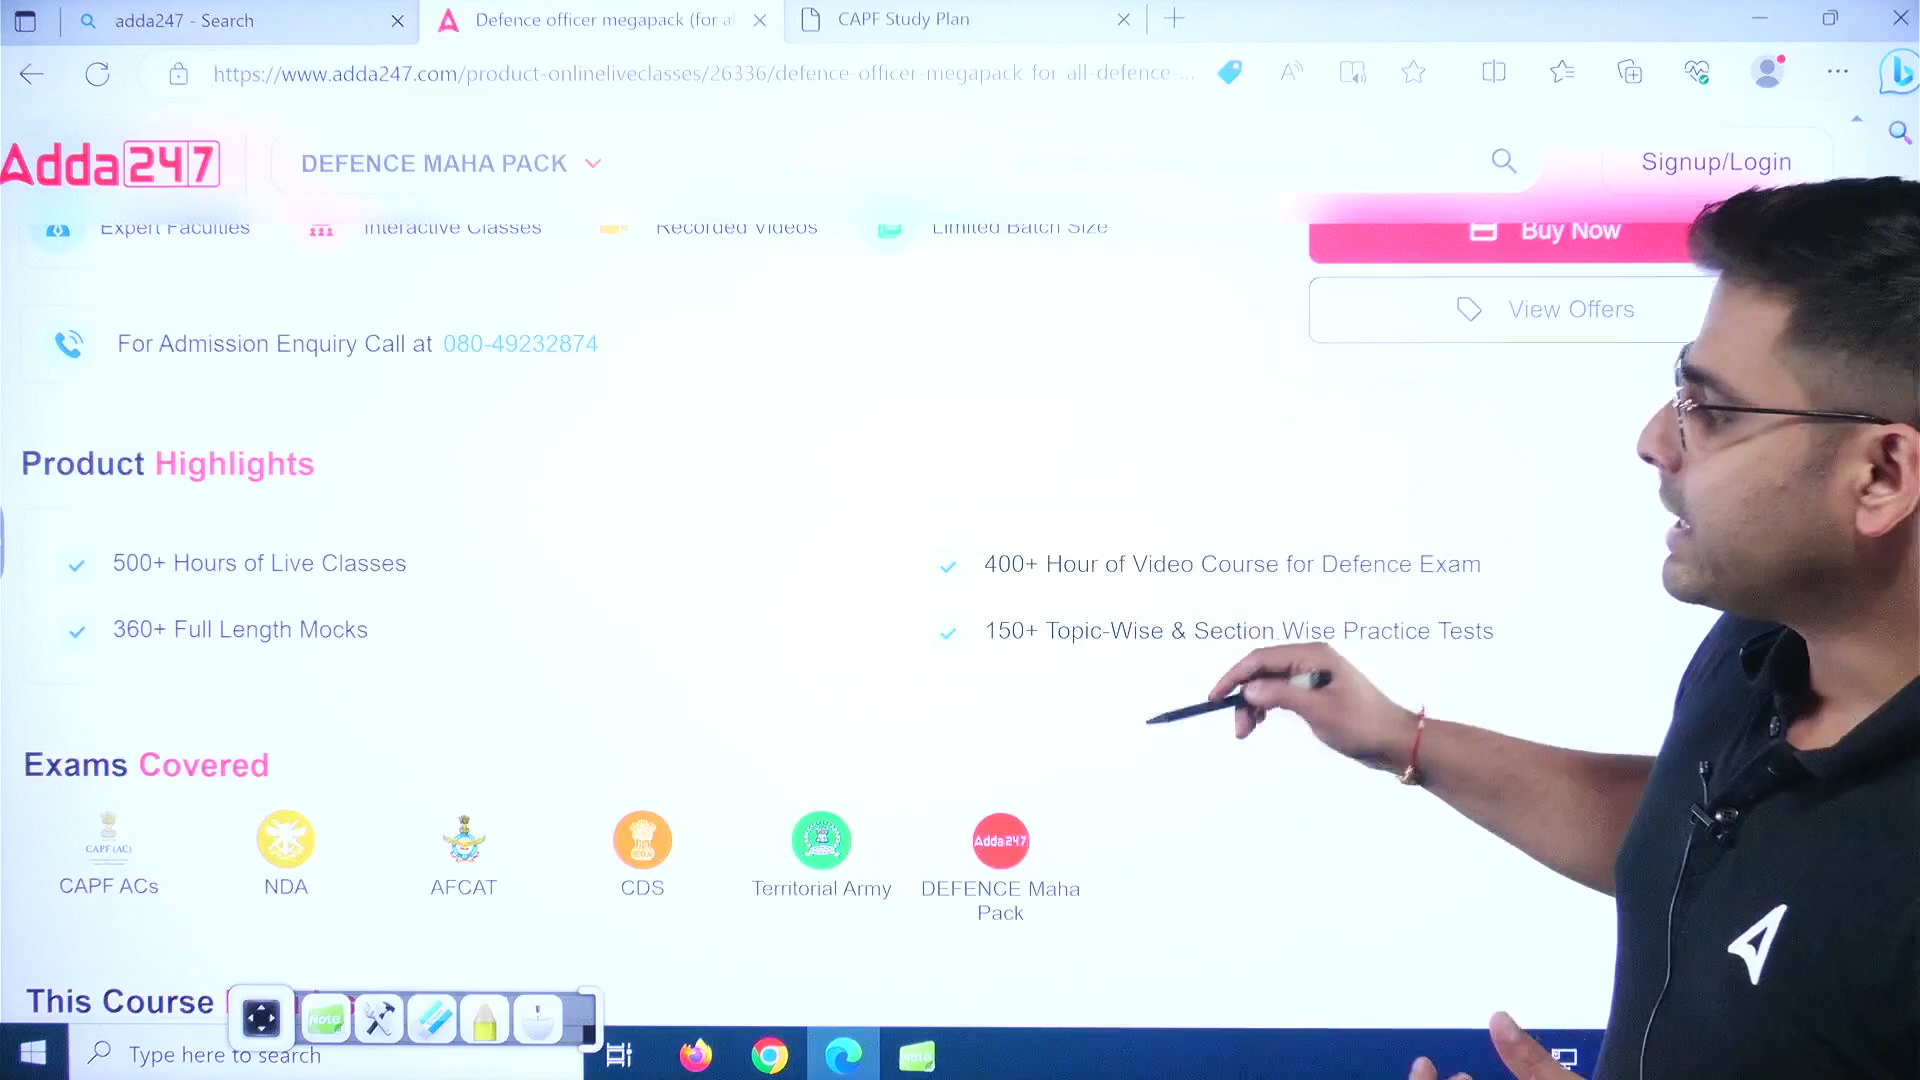 adda247 - Search
Defence officer megapack (for al
CAPF Study Plan
https://www.adda247.com/product-onlineliveclasses/26336/defence-officer-megapack-for-all-defence-...
Adda247
DEFENCE MAHA PACK
Signup/Login
Expert Faculties
Interactive Classes
Recorded Videos
Limited Batch Size
Buy Now
View Offers
For Admission Enquiry Call at 080-49232874
Product Highlights
500+ Hours of Live Classes
400+ Hour of Video Course for Defence Exam
360+ Full Length Mocks
150+ Topic-Wise & Section Wise Practice Tests
Exams Covered
CAPF (AC)
Adda247
CAPF ACs
NDA
AFCAT
CDS
Territorial Army
DEFENCE Maha
Pack
This Course
Note
Type here to search